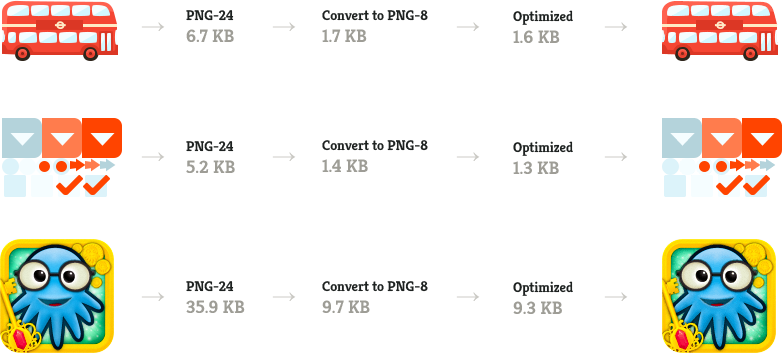 PNG-24 Convert to PNG-8 Optimized
6.7 KB 1.7 KB 1.6 KB
PNG-24 Convert to PNG-8 Optimized
5.2 KB 1.4 KB 1.3 KB
PNG-24 Convert to PNG-8 Optimized
35.9 KB 9.7 KB 9.3 KB